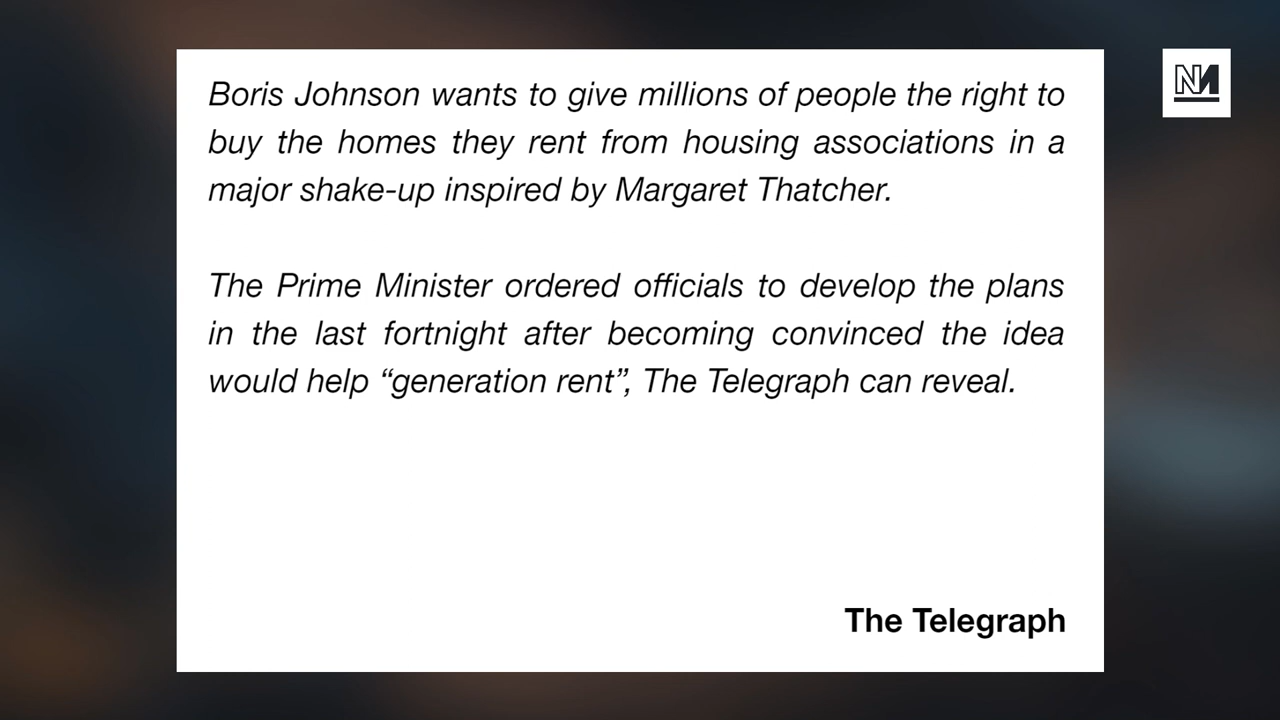 Boris Johnson wants to give millions of people the right to
buy the homes they rent from housing associations in a
major shake-up inspired by Margaret Thatcher.
The Prime Minister ordered officials to develop the plans
in the last fortnight after becoming convinced the idea
would help “generation rent”, The Telegraph can reveal.
The Telegraph
NM